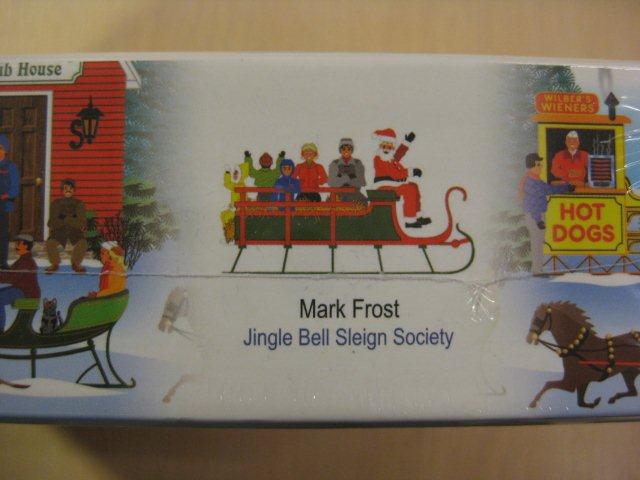 ub House
WILBER'S
WIENERS
HOT
DOGS
Mark Frost
Jingle Bell Sleign Society